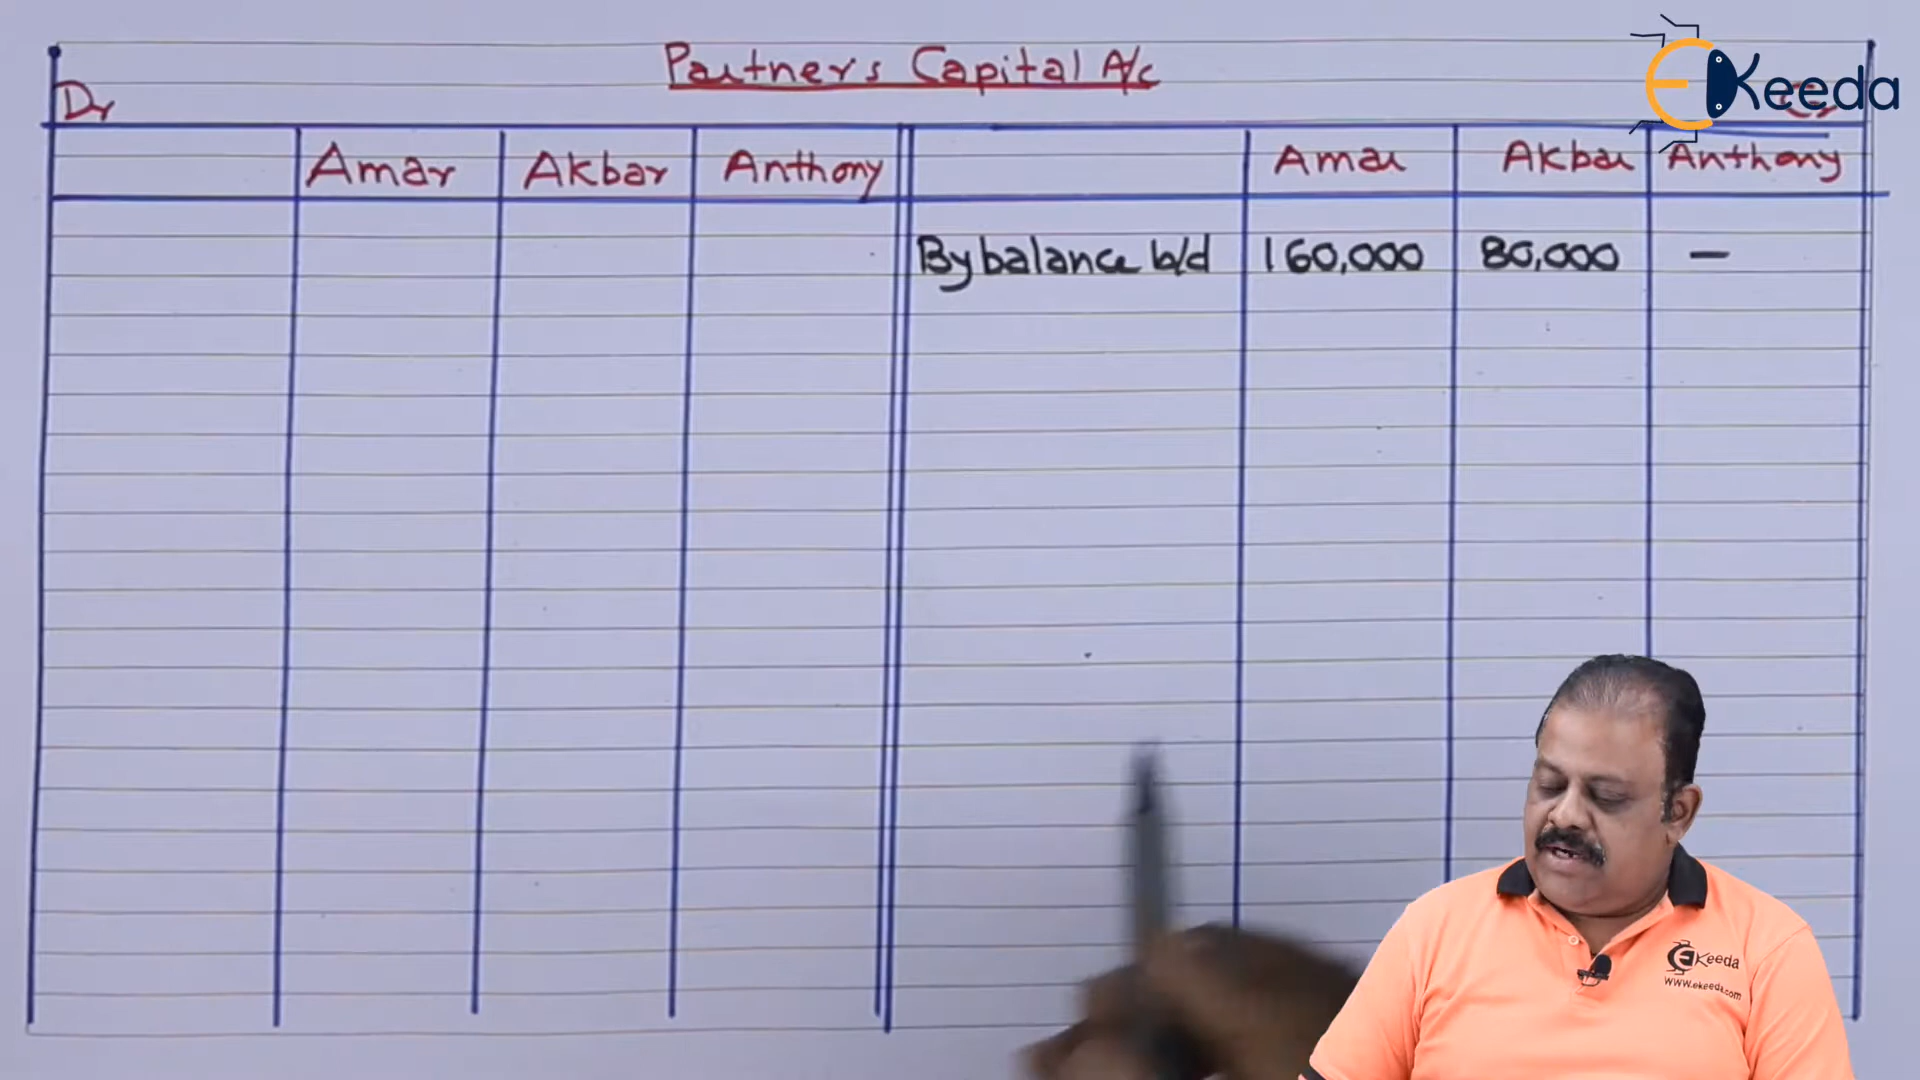 Partners Capital A/c
EKeeda
Dr
Cr
Amar Akbar Anthony Amar Akbar Anthony
By balance b/d 160,000 80,000 —
EKeeda
www.ekeeda.com